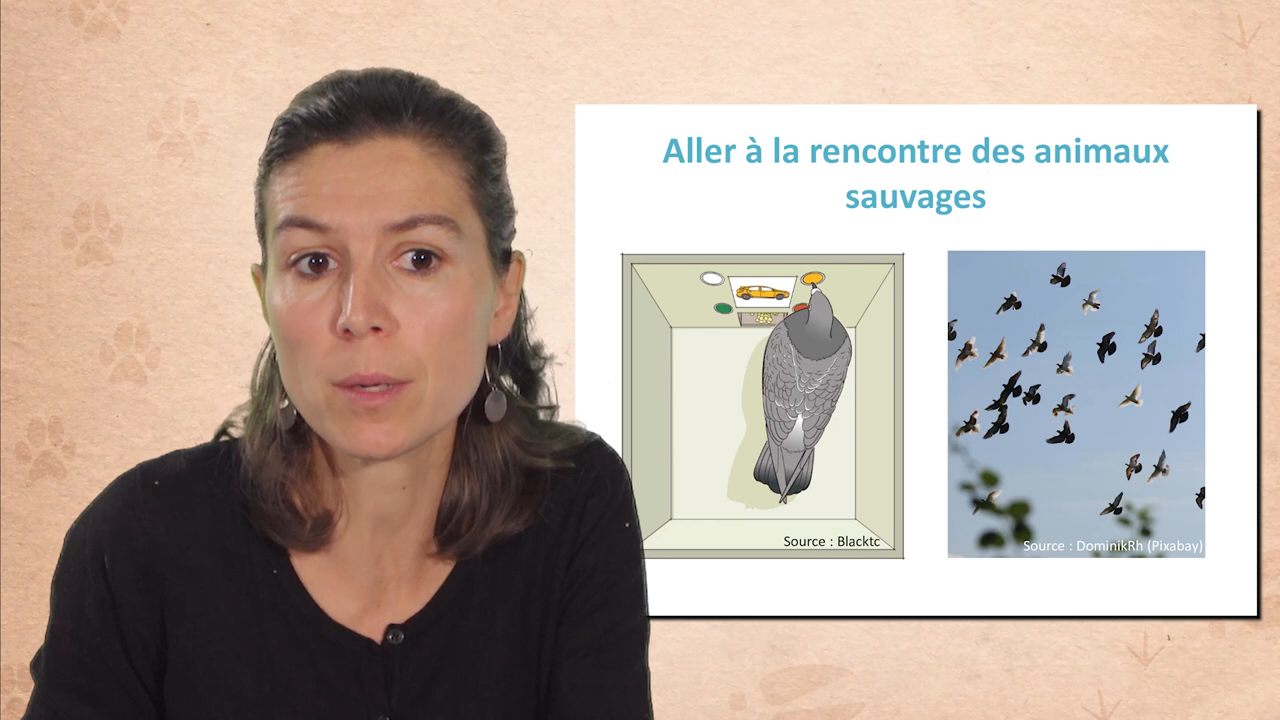 Aller à la rencontre des animaux
sauvages
Source : Blacktc
Source : DominikRh (Pixabay)